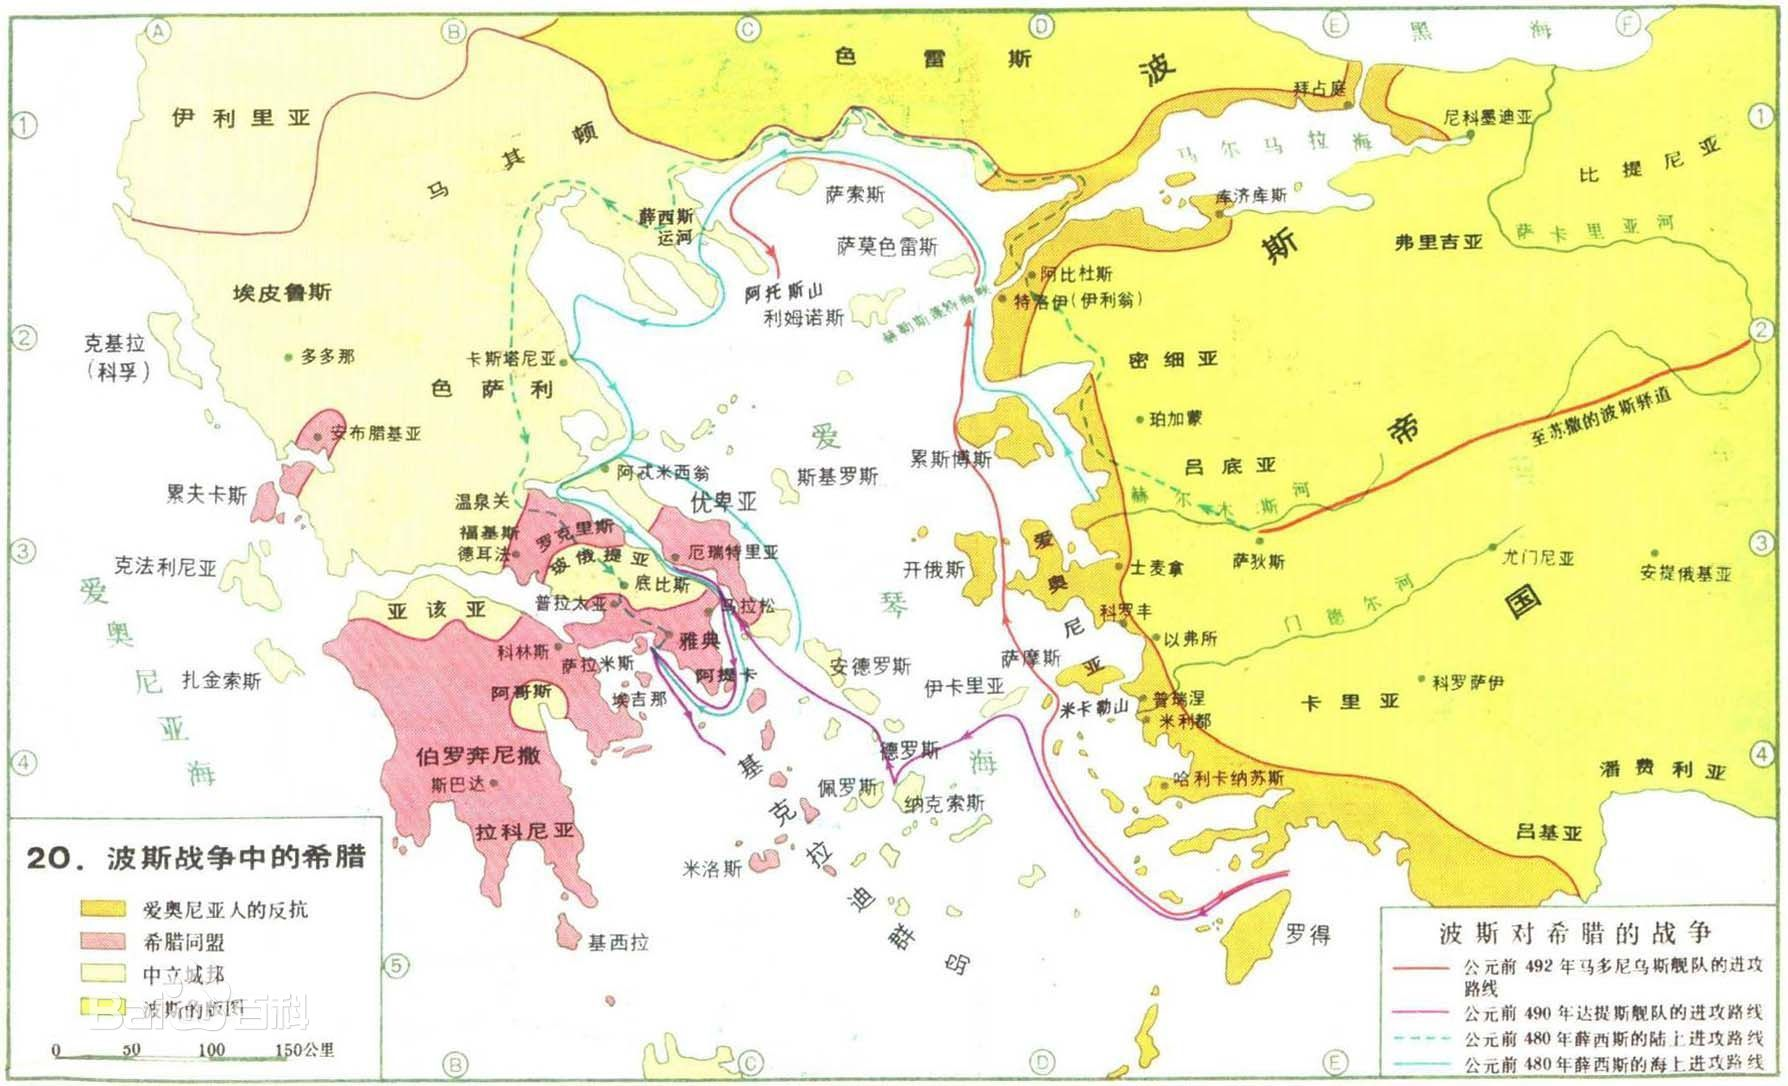 A B C D E F
黑海
色雷斯
波
拜占庭
伊利里亚
1
1
尼科墨迪亚
马其顿
马尔马拉海
比提尼亚
萨索斯
库济库斯
薛西斯
运河
萨卡里亚河
萨莫色雷斯
斯
弗里吉亚
阿比杜斯
埃皮鲁斯
阿托斯山
特洛伊(伊利翁)
利姆诺斯
赫勒斯蓬特海峡
2
2
克基拉
(科孚)
多多那
卡斯塔尼亚
密细亚
色萨利
至苏撒的波斯驿道
珀加蒙
安布腊基亚
帝
爱
累斯博斯
吕底亚
阿忒米西翁
斯基罗斯
累夫卡斯
温泉关
优卑亚
赫尔木斯河
福基斯
罗克里斯
3
3
德耳法
玻俄提亚
厄瑞特里亚
爱
萨狄斯
尤门尼亚
克法利尼亚
开俄斯
奥
士麦拿
安提俄基亚
底比斯
爱
琴
国
门德尔河
亚该亚
普拉太亚
马拉松
科罗丰
奥
尼
以弗所
雅典
科林斯
萨拉米斯
萨摩斯
安德罗斯
亚
尼
扎金索斯
阿提卡
伊卡里亚
科罗萨伊
阿哥斯
埃吉那
米卡勒山
普瑞涅
卡里亚
米利都
亚
伯罗奔尼撒
德罗斯
海
4
4
海
基
潘费利亚
斯巴达
佩罗斯
纳克索斯
哈利卡纳苏斯
克
拉科尼亚
吕基亚
拉
米洛斯
迪
群
岛
基西拉
罗得
5
20. 波斯战争中的希腊
爱奥尼亚人的反抗
希腊同盟
中立城邦
波斯的版图
Bai百科
0 50 100 150公里
波斯对希腊的战争
公元前 492 年马多尼乌斯舰队的进攻
路线
公元前 490 年达提斯舰队的进攻路线
公元前 480 年薛西斯的陆上进攻路线
公元前 480 年薛西斯的海上进攻路线
B C D E